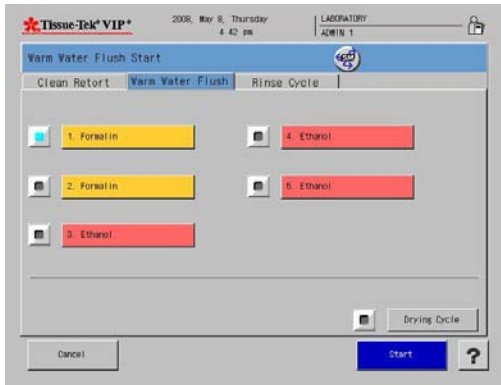 Tissue-Tek® VIP®
2008, May 8, Thursday
4 42 pm
LABORATORY
ADMIN 1
Warm Water Flush Start
Clean Retort
Warm Water Flush
Rinse Cycle
1. Formalin
4. Ethanol
2. Formalin
5. Ethanol
3. Ethanol
Drying Cycle
Cancel
Start
?